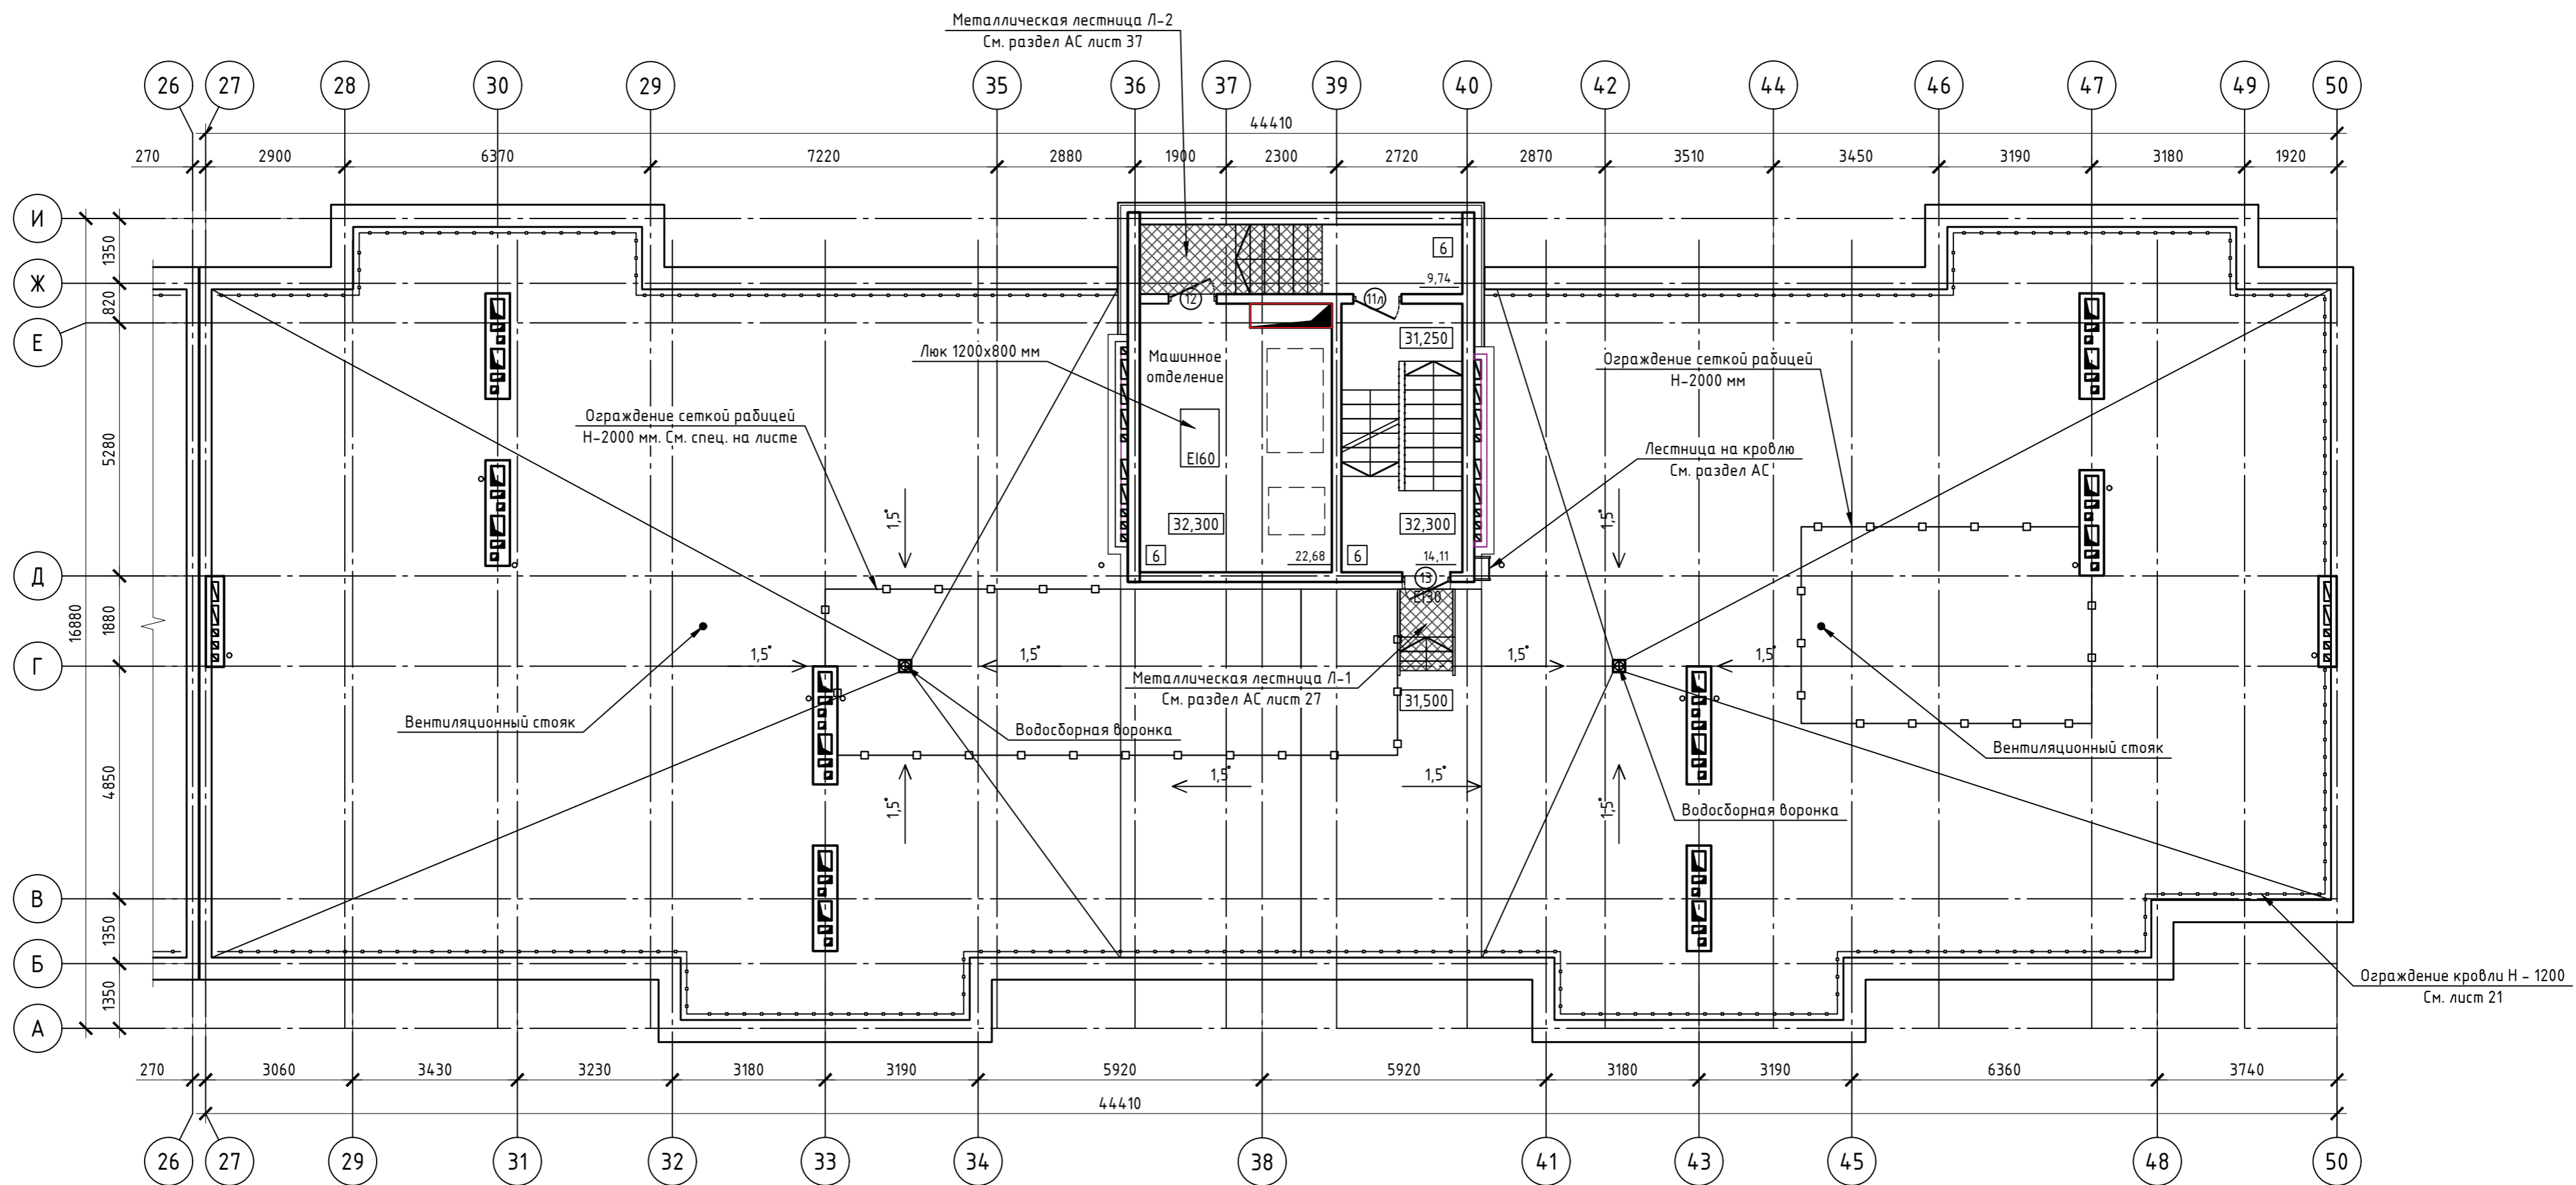 Металлическая лестница Л-2
См. раздел АС лист 37
26
27
28
30
29
35
36
37
39
40
42
44
46
47
49
50
44410
270
2900
6370
7220
2880
1900
2300
2720
2870
3510
3450
3190
3180
1920
И
Ж
Е
Д
Г
В
Б
А
1350
820
5280
1880
4850
1350
1350
16880
6
9,74
12
11л
31,250
Люк 1200х800 мм
Машинное
отделение
Ограждение сеткой рабицей
Н-2000 мм
Ограждение сеткой рабицей
Н-2000 мм. См. спец. на листе
EI60
Лестница на кровлю
См. раздел АС
1,5°
32,300
32,300
1,5°
6
22,68
6
14,11
13
EI30
1,5°
1,5°
1,5°
1,5°
Металлическая лестница Л-1
См. раздел АС лист 27
31,500
Вентиляционный стояк
Водосборная воронка
Вентиляционный стояк
1,5°
1,5°
1,5°
1,5°
Водосборная воронка
Ограждение кровли Н - 1200
См. лист 21
270
3060
3430
3230
3180
3190
5920
5920
3180
3190
6360
3740
44410
26
27
29
31
32
33
34
38
41
43
45
48
50